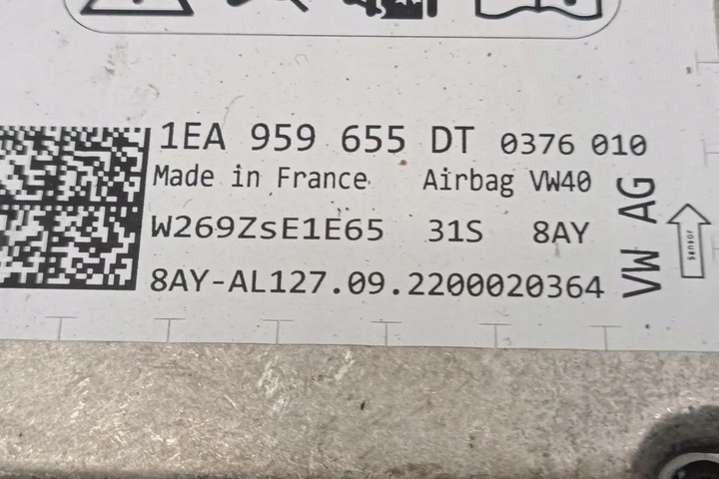 1EA 959 655 DT 0376 010
Made in France Airbag VW40
W269ZsE1E65 31S 8AY
8AY-AL127.09.2200020364
VW AG
Sensor